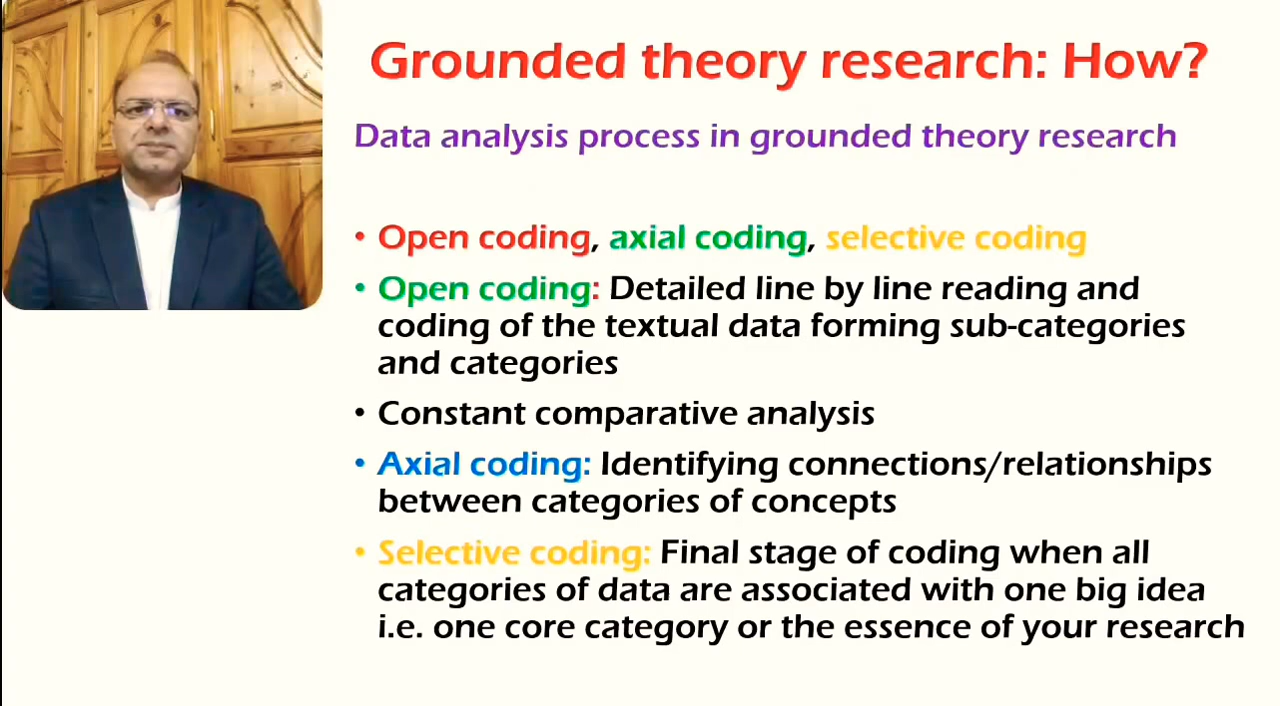 Grounded theory research: How?
Data analysis process in grounded theory research
• Open coding, axial coding, selective coding
• Open coding: Detailed line by line reading and
coding of the textual data forming sub-categories
and categories
• Constant comparative analysis
• Axial coding: Identifying connections/relationships
between categories of concepts
• Selective coding: Final stage of coding when all
categories of data are associated with one big idea
i.e. one core category or the essence of your research